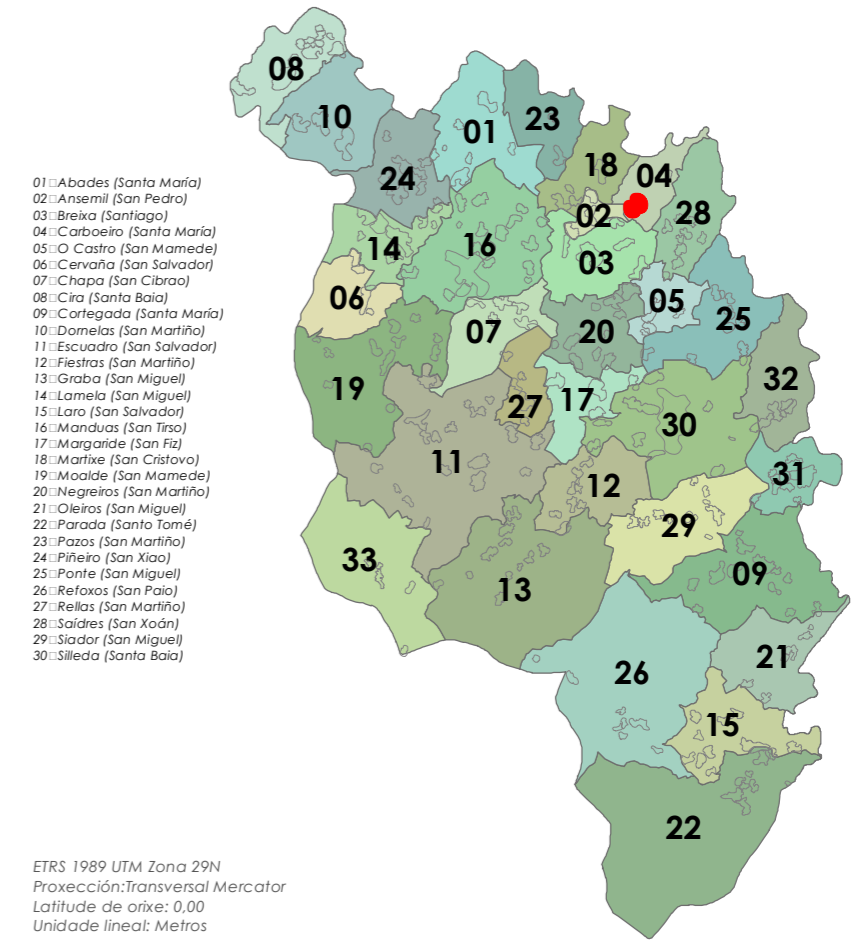 08
10
01
23
18
04
24
02
28
14
16
03
06
05
07
20
25
19
32
27
17
30
11
12
31
29
33
13
09
26
21
15
22
01□Abades (Santa María)
02□Ansemil (San Pedro)
03□Breixa (Santiago)
04□Carboeiro (Santa María)
05□O Castro (San Mamede)
06□Cervaña (San Salvador)
07□Chapa (San Cibrao)
08□Cira (Santa Baia)
09□Cortegada (Santa María)
10□Dornelas (San Martiño)
11□Escuadro (San Salvador)
12□Fiestras (San Martiño)
13□Graba (San Miguel)
14□Lamela (San Miguel)
15□Laro (San Salvador)
16□Manduas (San Tirso)
17□Margaride (San Fiz)
18□Martixe (San Cristovo)
19□Moalde (San Mamede)
20□Negreiros (San Martiño)
21□Oleiros (San Miguel)
22□Parada (Santo Tomé)
23□Pazos (San Martiño)
24□Piñeiro (San Xiao)
25□Ponte (San Miguel)
26□Refoxos (San Paio)
27□Rellas (San Martiño)
28□Saídres (San Xoán)
29□Siador (San Miguel)
30□Silleda (Santa Baia)
ETRS 1989 UTM Zona 29N
Proxección:Transversal Mercator
Latitude de orixe: 0,00
Unidade lineal: Metros